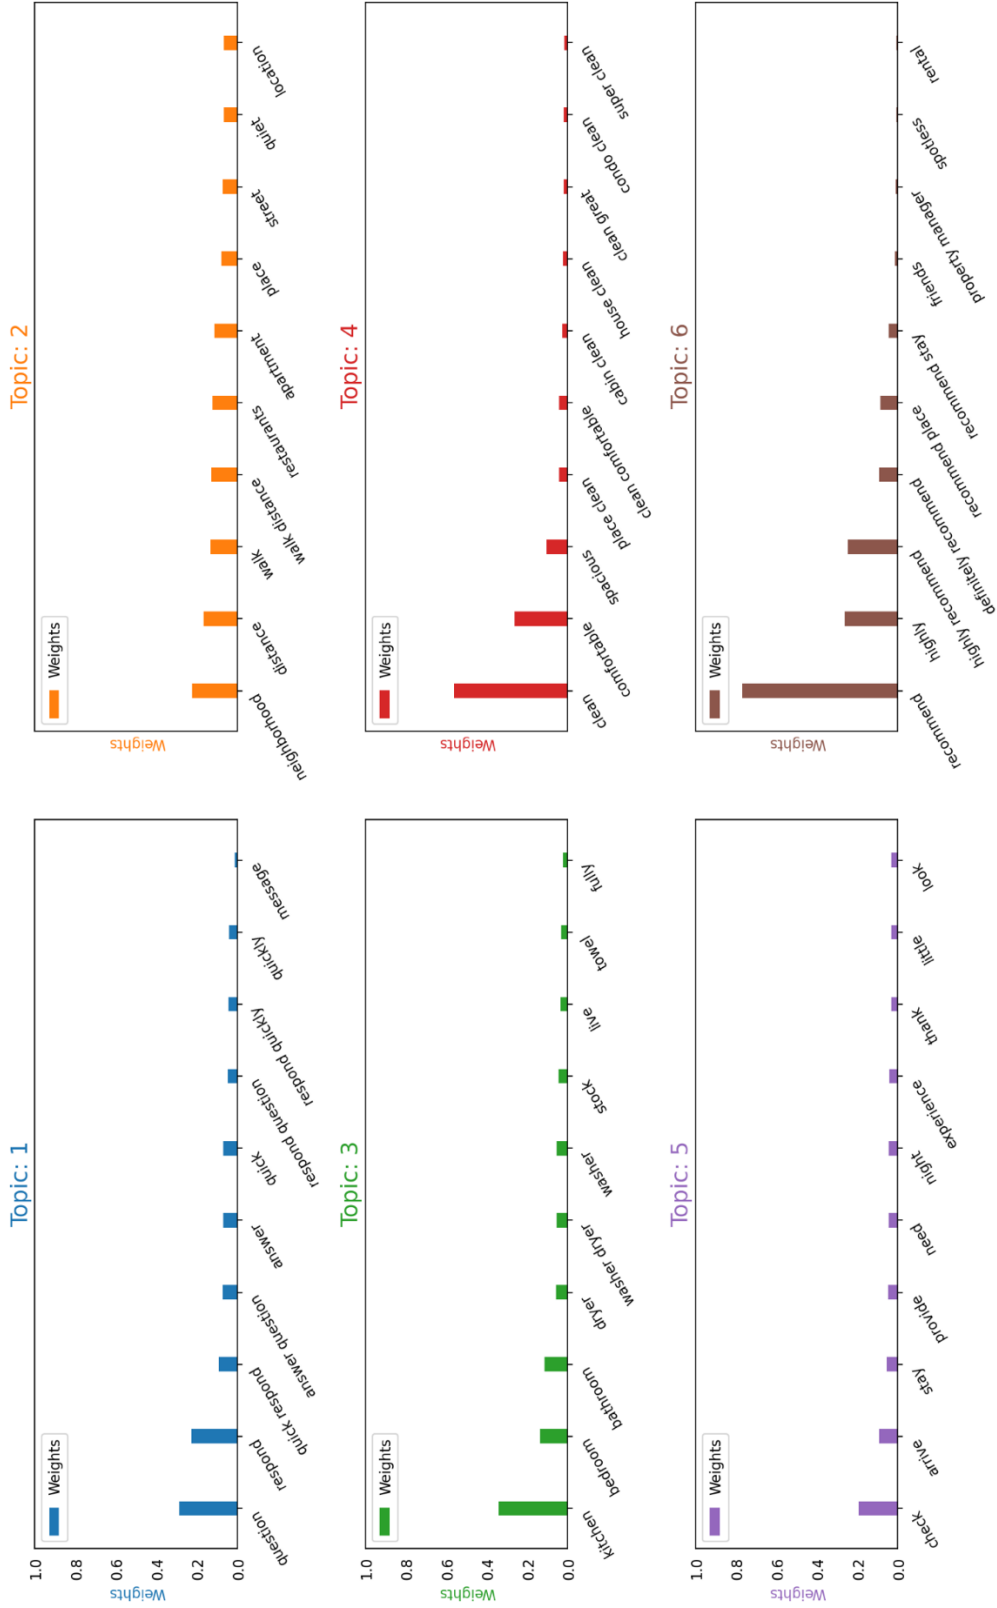 Topic: 1
Weights
1.0
0.8
0.6
0.4
0.2
0.0
Weights
question
respond
quick respond
answer question
answer
quick
respond question
respond quickly
quickly
message
Topic: 2
Weights
Weights
neighborhood
distance
walk
walk distance
restaurants
apartment
place
street
quiet
location
Topic: 3
Weights
1.0
0.8
0.6
0.4
0.2
0.0
Weights
kitchen
bedroom
bathroom
dryer
washer dryer
washer
stock
live
towel
fully
Topic: 4
Weights
Weights
clean
comfortable
spacious
place clean
clean comfortable
cabin clean
house clean
clean great
condo clean
super clean
Topic: 5
Weights
1.0
0.8
0.6
0.4
0.2
0.0
Weights
check
arrive
stay
provide
need
night
experience
thank
little
look
Topic: 6
Weights
Weights
recommend
highly
highly recommend
definitely recommend
recommend place
recommend stay
friends
property manager
spotless
rental